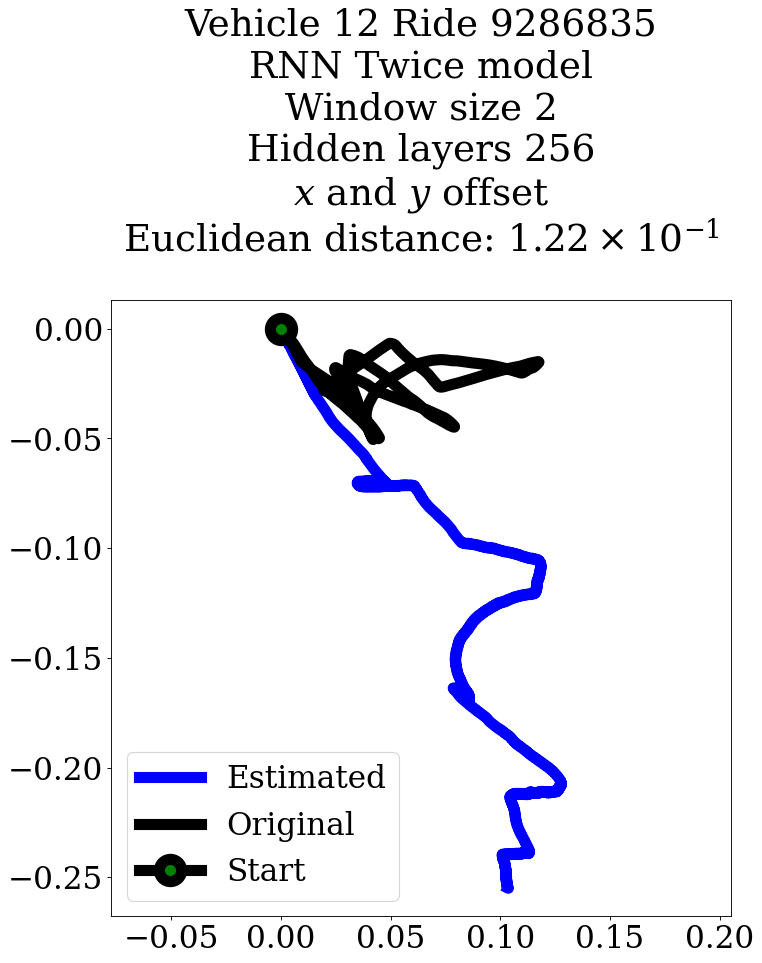 Vehicle 12 Ride 9286835
RNN Twice model
Window size 2
Hidden layers 256
x and y offset
Euclidean distance: 1.22 × 10⁻¹
0.00
−0.05
−0.10
−0.15
−0.20
−0.25
Estimated
Original
Start
−0.05 0.00 0.05 0.10 0.15 0.20